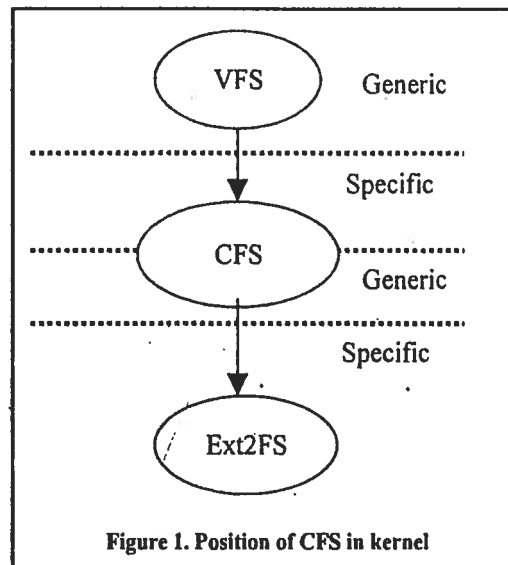 VFS
Generic
Specific
CFS
Generic
Specific
Ext2FS
Figure 1. Position of CFS in kernel